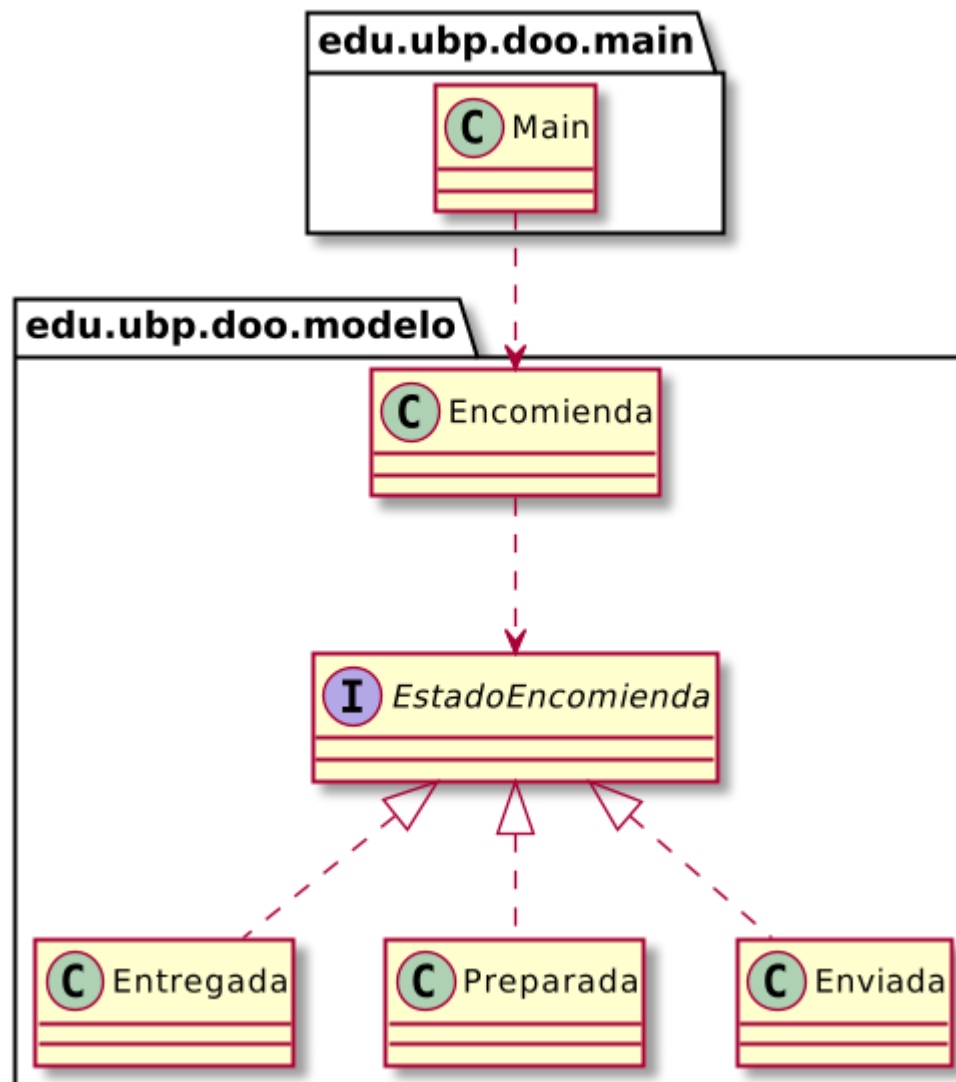 edu.ubp.doo.main
C Main
edu.ubp.doo.modelo
C Encomienda
I EstadoEncomienda
C Entregada
C Preparada
C Enviada